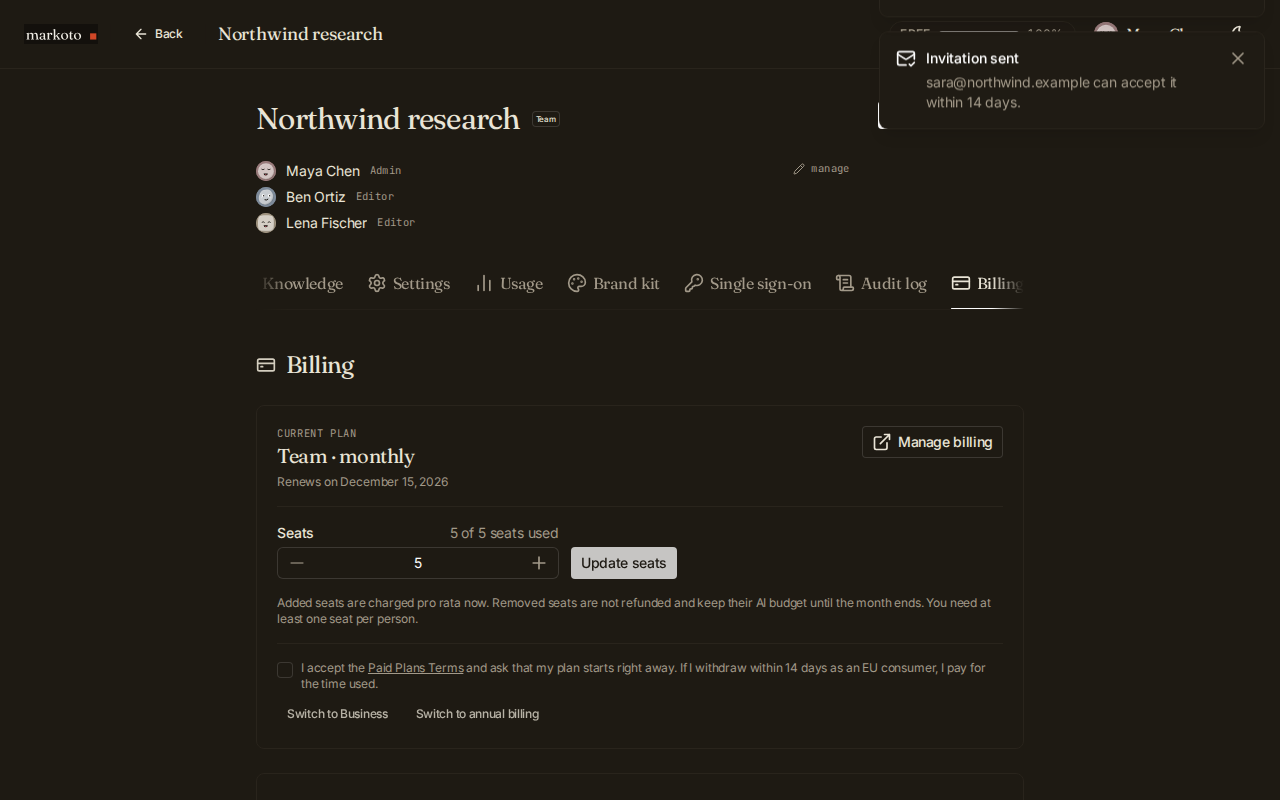 markoto
Back
Northwind research
Invitation sent
sara@northwind.example can accept it
within 14 days.
Northwind research
Team
Maya Chen Admin
manage
Ben Ortiz Editor
Lena Fischer Editor
Knowledge
Settings
Usage
Brand kit
Single sign-on
Audit log
Billing
Billing
CURRENT PLAN
Manage billing
Team · monthly
Renews on December 15, 2026
Seats
5 of 5 seats used
5
Update seats
Added seats are charged pro rata now. Removed seats are not refunded and keep their AI budget until the month ends. You need at
least one seat per person.
I accept the Paid Plans Terms and ask that my plan starts right away. If I withdraw within 14 days as an EU consumer, I pay for
the time used.
Switch to Business
Switch to annual billing